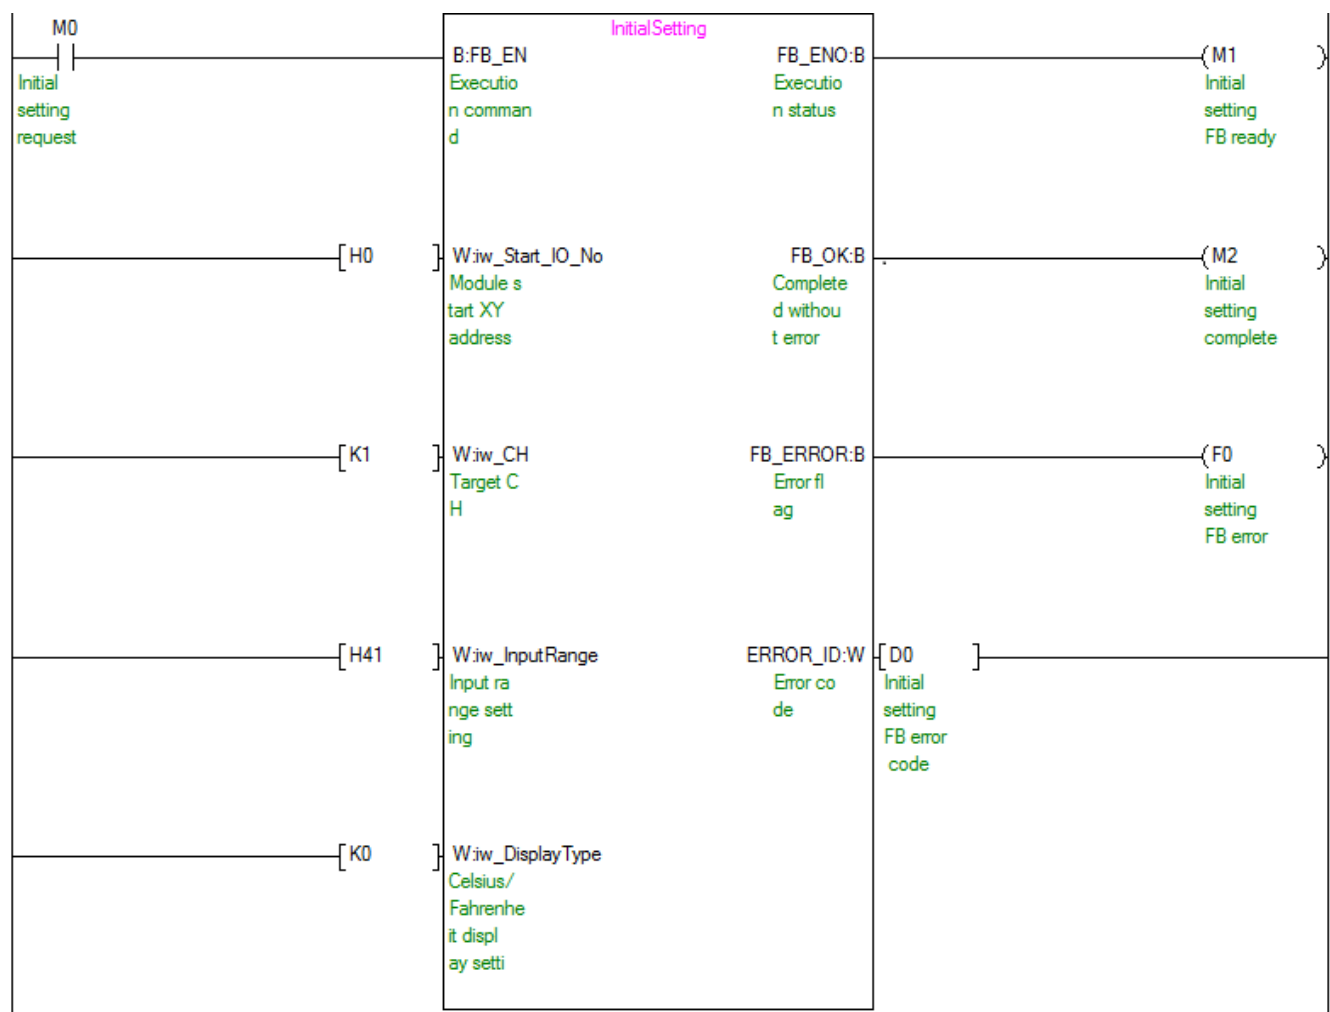 M0
InitialSetting
B:FB_EN
FB_ENO:B
M1
Initial
setting
request
Executio
n comman
d
Executio
n status
Initial
setting
FB ready
H0
W:iw_Start_IO_No
FB_OK:B
M2
Module s
tart XY
address
Complete
d withou
t error
Initial
setting
complete
K1
W:iw_CH
FB_ERROR:B
F0
Target C
H
Error fl
ag
Initial
setting
FB error
H41
W:iw_InputRange
ERROR_ID:W
D0
Input ra
nge sett
ing
Error co
de
Initial
setting
FB error
code
K0
W:iw_DisplayType
Celsius/
Fahrenhe
it displ
ay setti